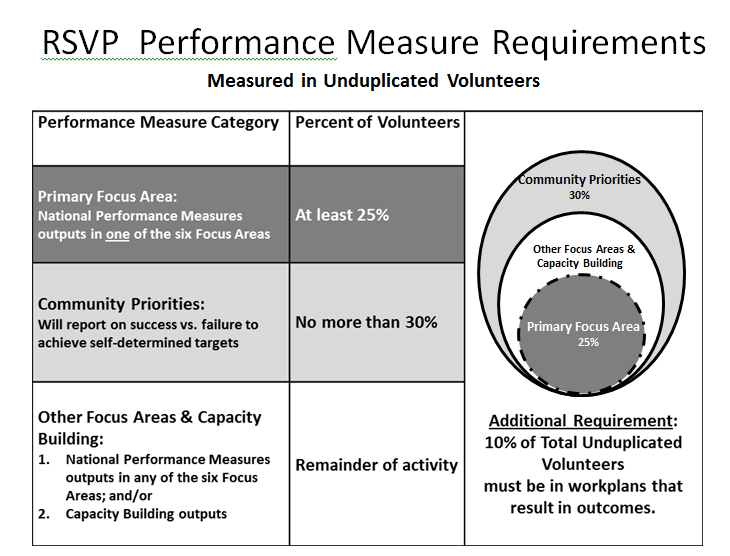 RSVP Performance Measure Requirements
Measured in Unduplicated Volunteers
Performance Measure Category
Percent of Volunteers
Primary Focus Area:
National Performance Measures
outputs in one of the six Focus Areas
At least 25%
Community Priorities:
Will report on success vs. failure to
achieve self-determined targets
No more than 30%
Other Focus Areas & Capacity
Building:
1. National Performance Measures
outputs in any of the six Focus
Areas; and/or
2. Capacity Building outputs
Remainder of activity
Community Priorities
30%
Other Focus Areas &
Capacity Building
Primary Focus Area
25%
Additional Requirement:
10% of Total Unduplicated
Volunteers
must be in workplans that
result in outcomes.